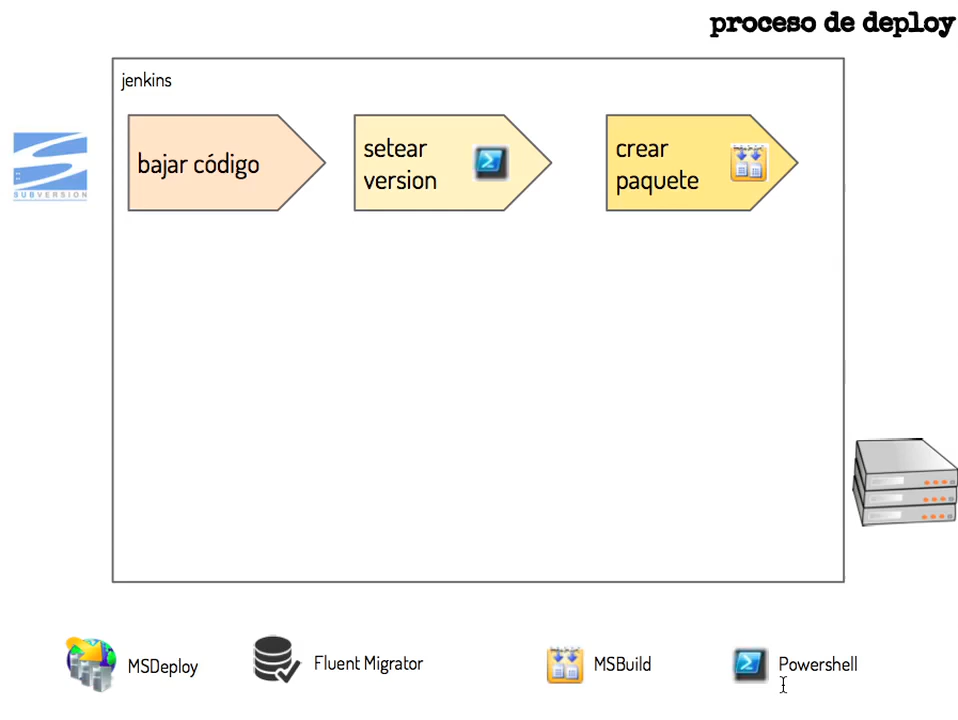 proceso de deploy
jenkins
bajar código
setear
version
crear
paquete
SUBVERSION
MSDeploy
Fluent Migrator
MSBuild
Powershell